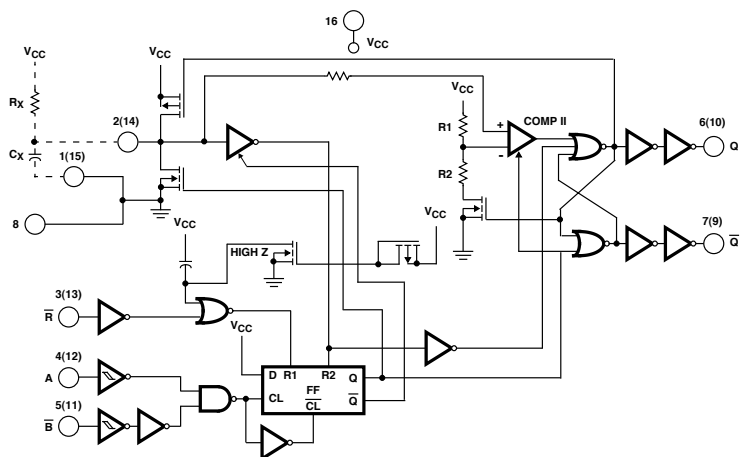 16
VCC
VCC
VCC
RX
2(14)
CX
1(15)
8
VCC
R1
R2
+
-
COMP II
6(10)
Q
7(9)
Q
VCC
HIGH Z
VCC
3(13)
R
VCC
4(12)
A
5(11)
B
D R1 R2 Q
CL FF Q
CL